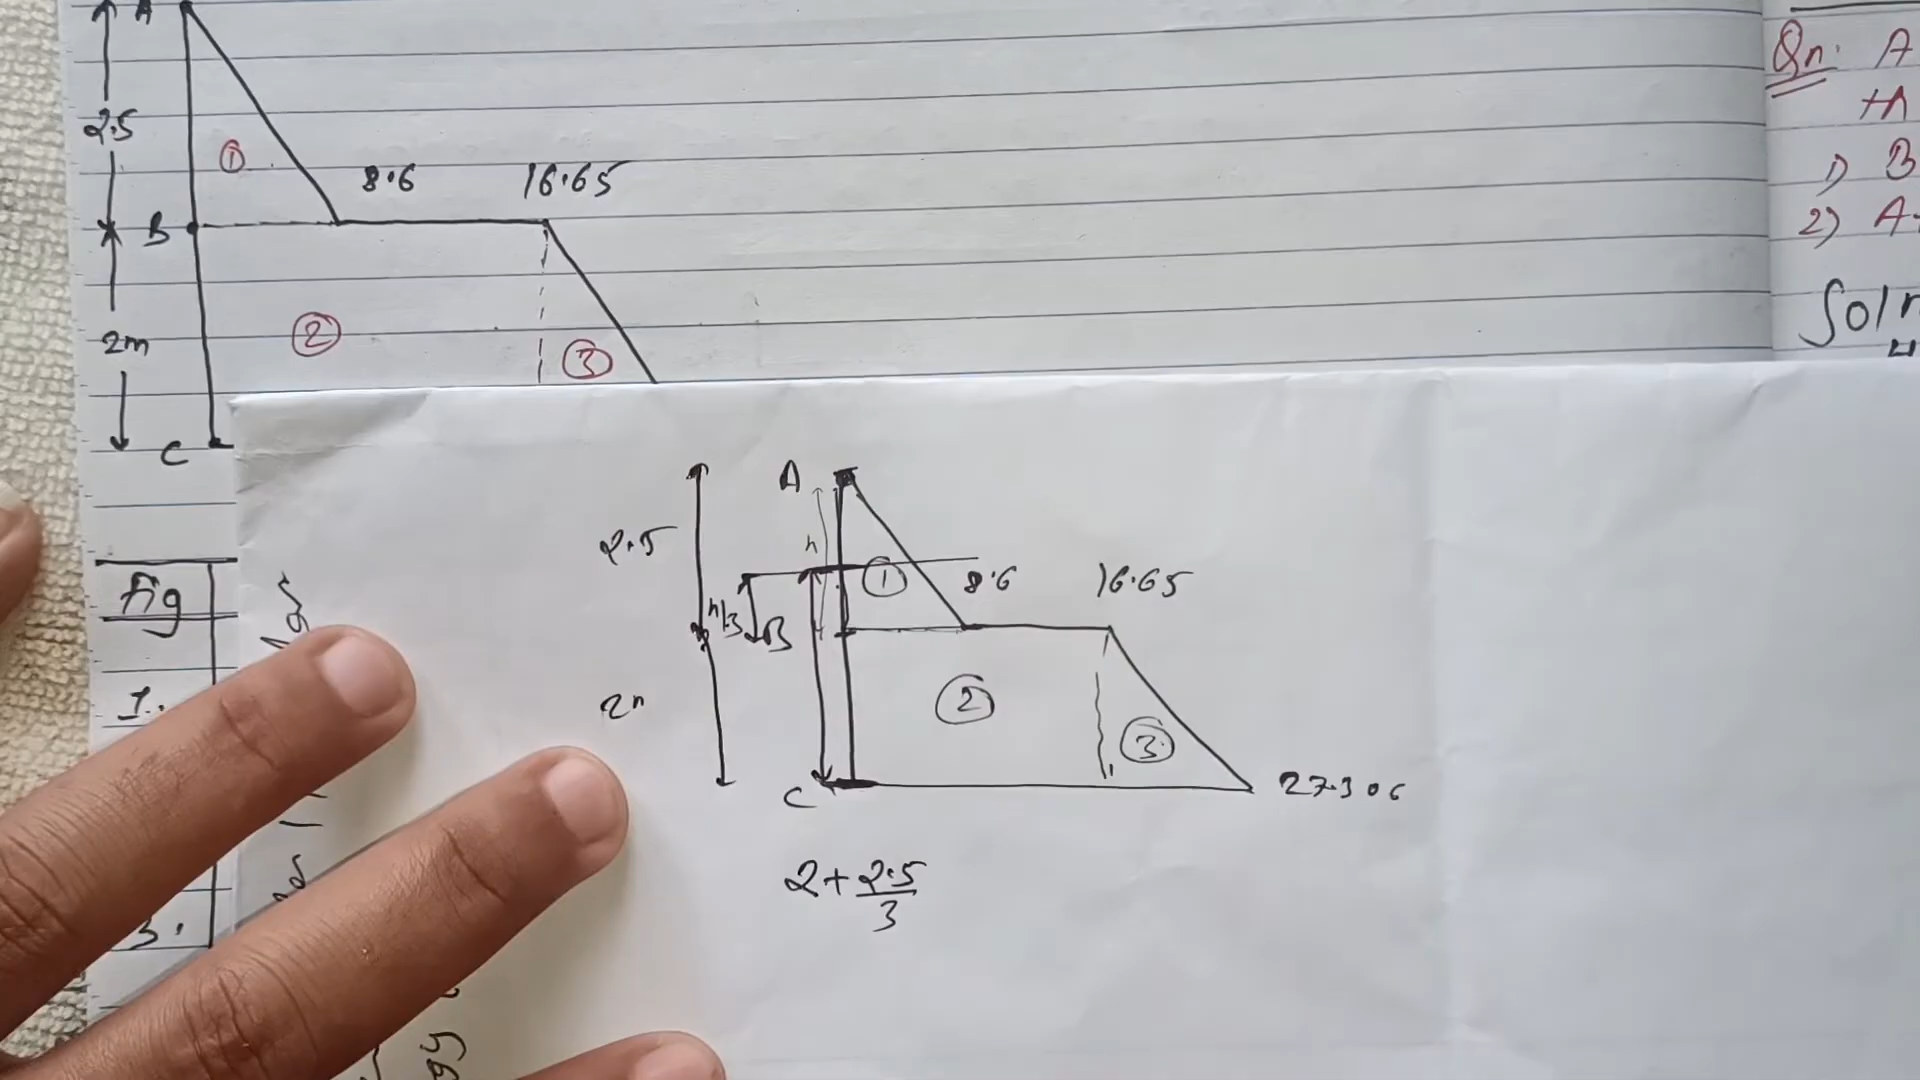 A
2.5
①
8.6
16.65
B
②
2m
③
C
Fig
1.
3.
Qn: A
1) B
2) A
Soln
A
2.5
h
①
8.6
16.65
h/3
B
2m
②
③
C
27.306
2 + 2.5/3